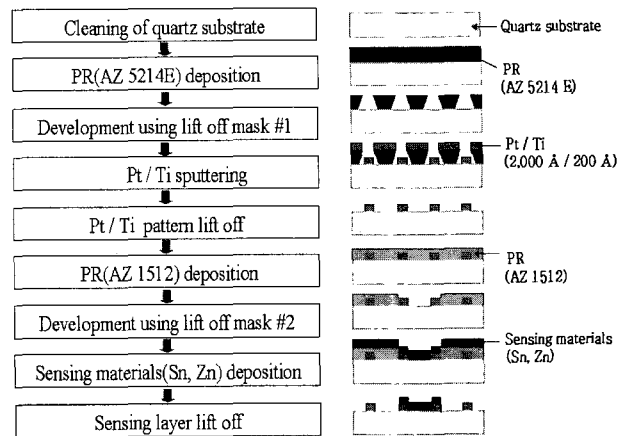 Cleaning of quartz substrate
PR(AZ 5214E) deposition
Development using lift off mask #1
Pt / Ti sputtering
Pt / Ti pattern lift off
PR(AZ 1512) deposition
Development using lift off mask #2
Sensing materials(Sn, Zn) deposition
Sensing layer lift off
Quartz substrate
PR
(AZ 5214 E)
Pt / Ti
(2,000 Å / 200 Å)
PR
(AZ 1512)
Sensing materials
(Sn, Zn)